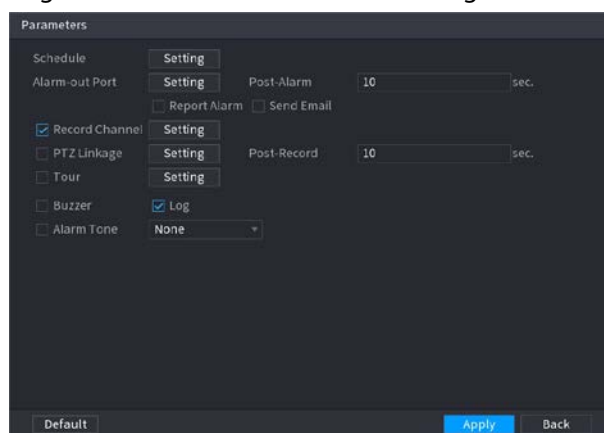 Parameters
Schedule Setting
Alarm-out Port Setting Post-Alarm 10 sec.
Report Alarm Send Email
Record Channel Setting
PTZ Linkage Setting Post-Record 10 sec.
Tour Setting
Buzzer Log
Alarm Tone None
Default Apply Back